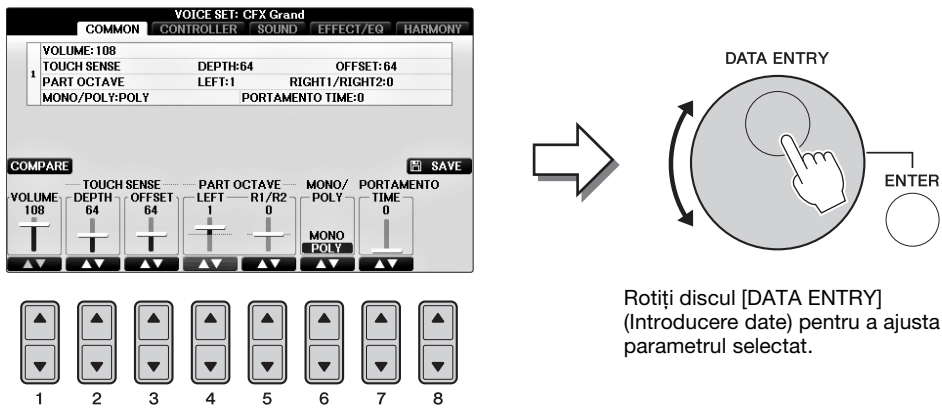 VOICE SET: CFX Grand
COMMON CONTROLLER SOUND EFFECT/EQ HARMONY
VOLUME:108
1 TOUCH SENSE DEPTH:64 OFFSET:64
PART OCTAVE LEFT:1 RIGHT1/RIGHT2:0
MONO/POLY:POLY PORTAMENTO TIME:0
COMPARE SAVE
TOUCH SENSE PART OCTAVE MONO/ PORTAMENTO
VOLUME DEPTH OFFSET LEFT R1/R2 POLY TIME
108 64 64 1 0 0
MONO
POLY
1 2 3 4 5 6 7 8
DATA ENTRY
ENTER
Rotiți discul [DATA ENTRY]
(Introducere date) pentru a ajusta
parametrul selectat.